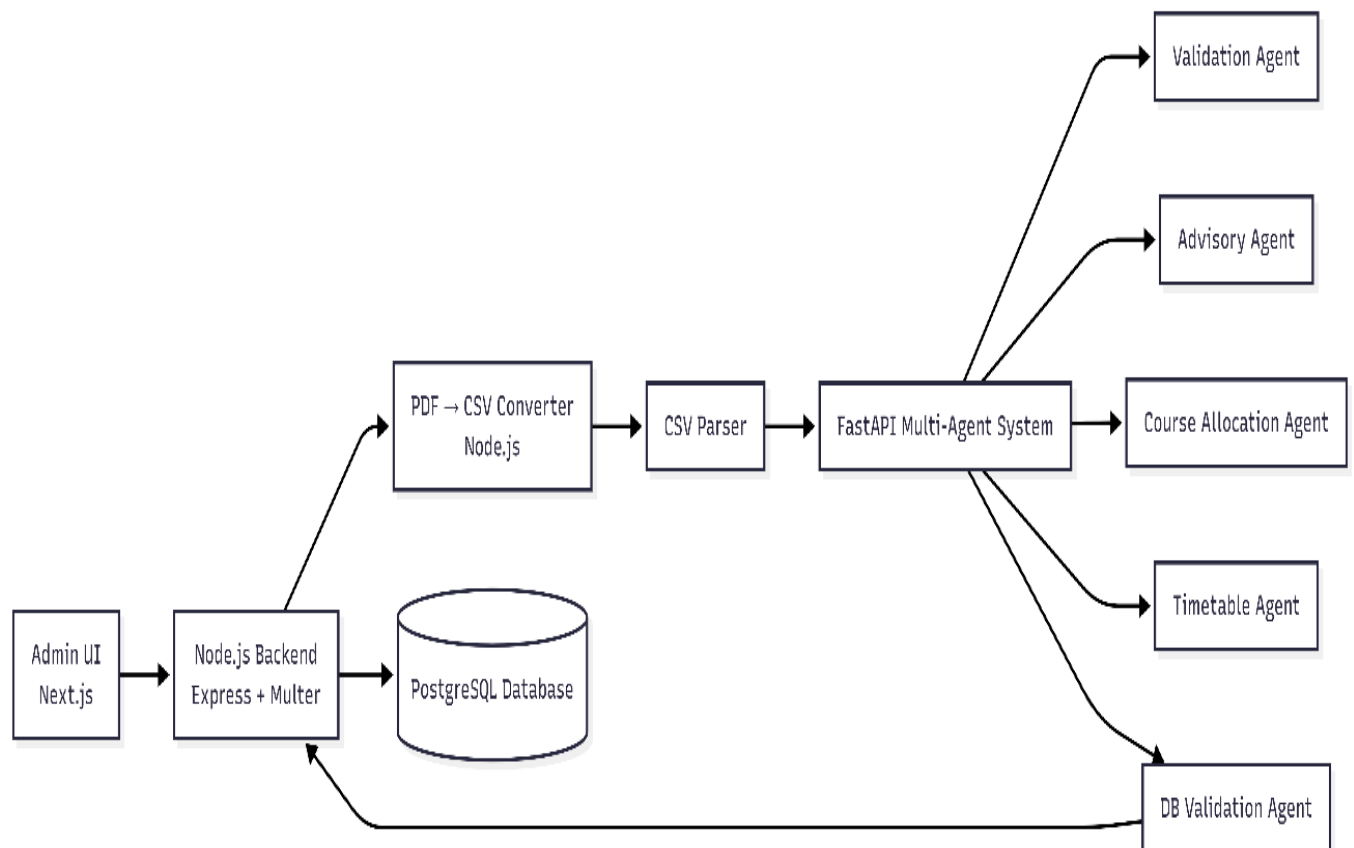 Validation Agent
Advisory Agent
PDF → CSV Converter
Node.js
CSV Parser
FastAPI Multi-Agent System
Course Allocation Agent
Timetable Agent
Admin UI
Next.js
Node.js Backend
Express + Multer
PostgreSQL Database
DB Validation Agent